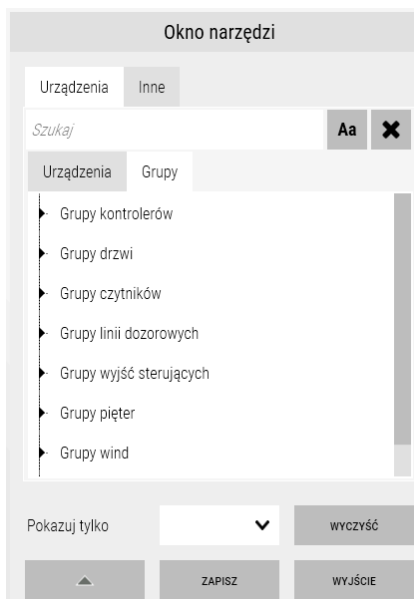 Okno narzędzi
Urządzenia Inne
Szukaj Aa
Urządzenia Grupy
Grupy kontrolerów
Grupy drzwi
Grupy czytników
Grupy linii dozorowych
Grupy wyjść sterujących
Grupy pięter
Grupy wind
Pokazuj tylko WYCZYŚĆ
ZAPISZ WYJŚCIE